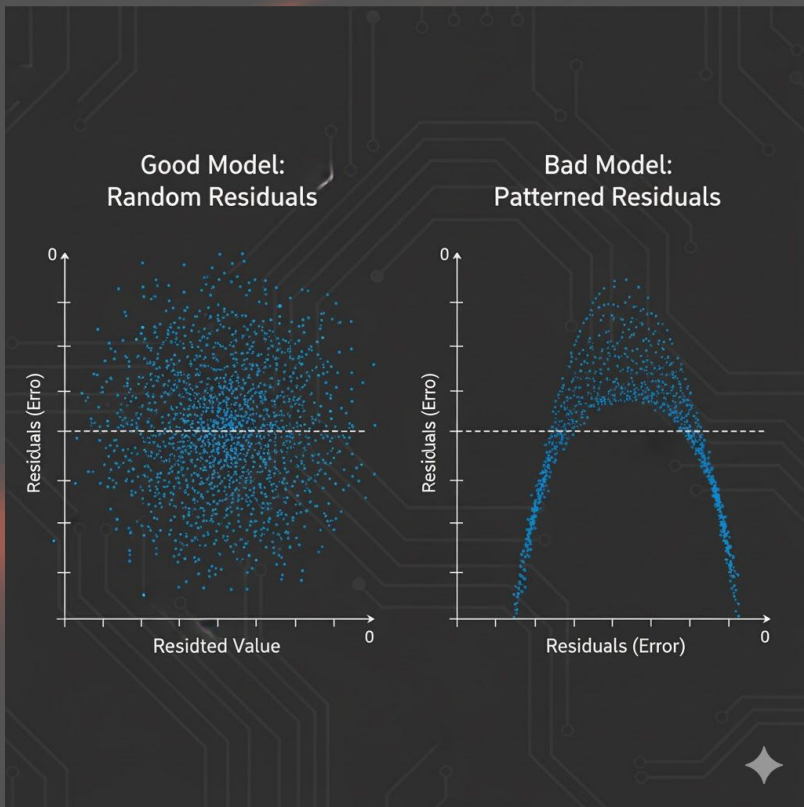 Good Model:
Random Residuals
0
Residuals (Erro)
Residted Value
0
Bad Model:
Patterned Residuals
0
Residuals (Erro)
Residuals (Error)
0